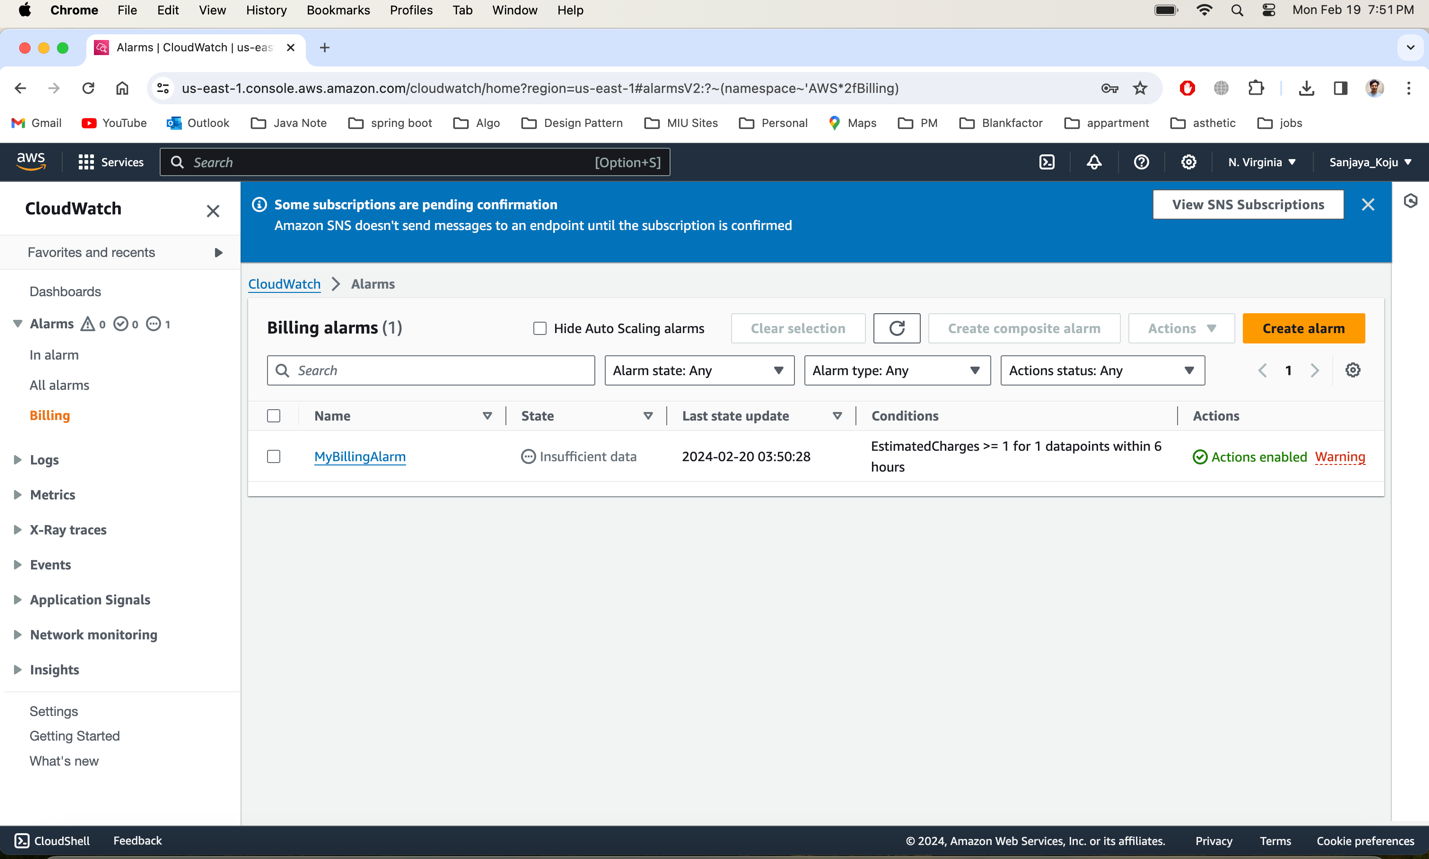 Chrome File Edit View History Bookmarks Profiles Tab Window Help Mon Feb 19 7:51 PM
Alarms | CloudWatch | us-eas
us-east-1.console.aws.amazon.com/cloudwatch/home?region=us-east-1#alarmsV2:?~(namespace~'AWS*2fBilling)
Gmail YouTube Outlook Java Note spring boot Algo Design Pattern MIU Sites Personal Maps PM Blankfactor appartment asthetic jobs
aws Services Search [Option+S] N. Virginia Sanjaya_Koju
CloudWatch
Favorites and recents
Dashboards
Alarms 0 0 1
In alarm
All alarms
Billing
Logs
Metrics
X-Ray traces
Events
Application Signals
Network monitoring
Insights
Settings
Getting Started
What's new
Some subscriptions are pending confirmation
Amazon SNS doesn't send messages to an endpoint until the subscription is confirmed
View SNS Subscriptions
CloudWatch Alarms
Billing alarms (1) Hide Auto Scaling alarms Clear selection Create composite alarm Actions Create alarm
Search Alarm state: Any Alarm type: Any Actions status: Any 1
Name State Last state update Conditions Actions
MyBillingAlarm Insufficient data 2024-02-20 03:50:28 EstimatedCharges >= 1 for 1 datapoints within 6
hours
Actions enabled Warning
CloudShell Feedback © 2024, Amazon Web Services, Inc. or its affiliates. Privacy Terms Cookie preferences